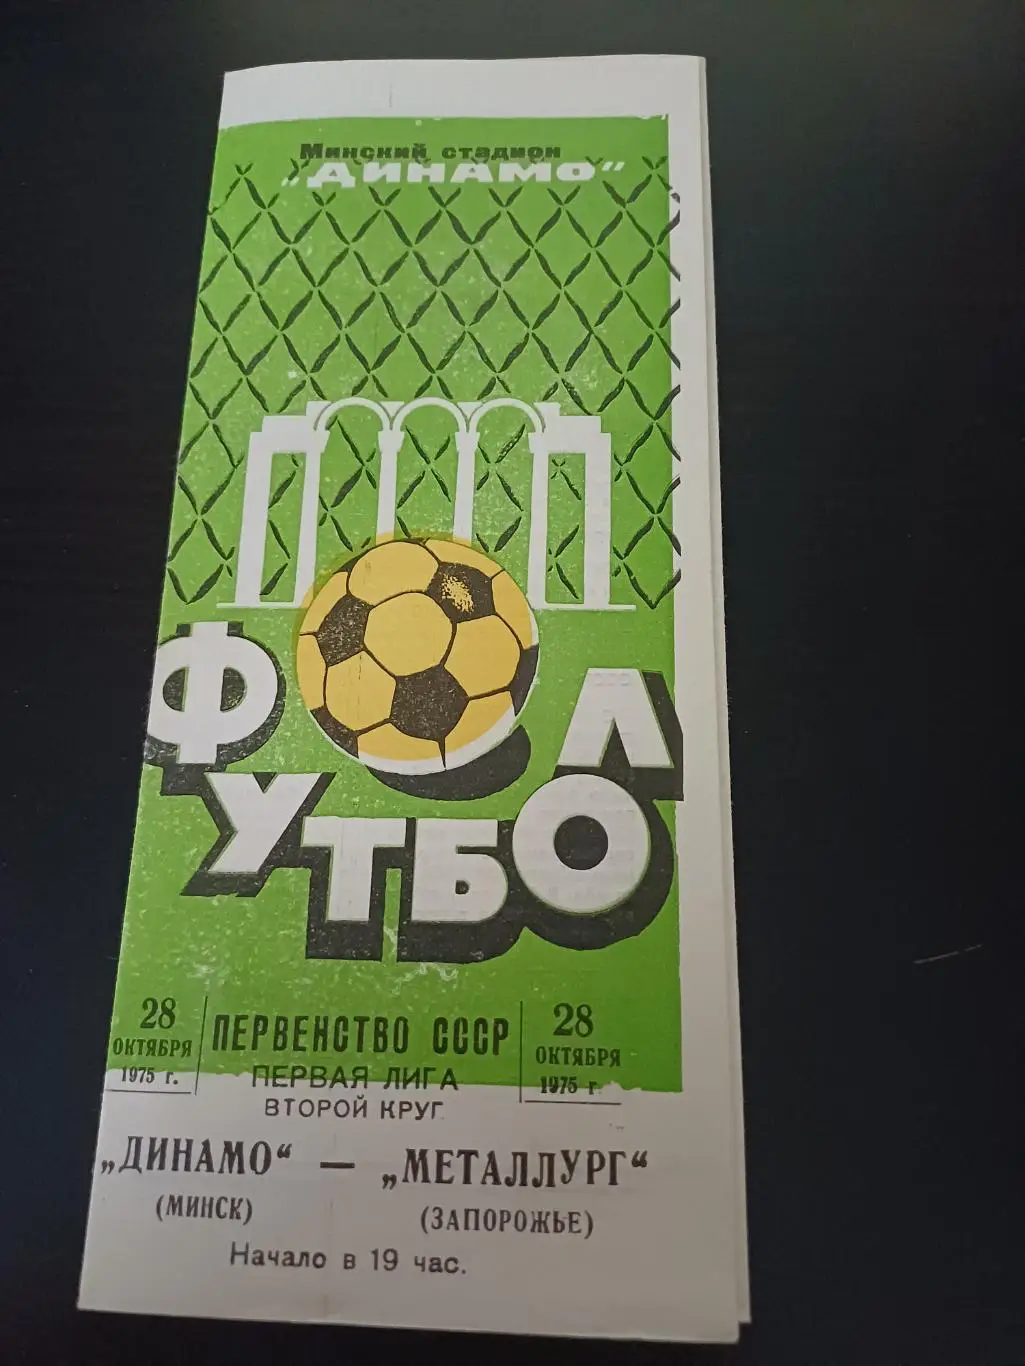 Минский стадион
„ДИНАМО“
ФУТБОЛ
28 ОКТЯБРЯ 1975 г.
ПЕРВЕНСТВО СССР
ПЕРВАЯ ЛИГА
ВТОРОЙ КРУГ
28 ОКТЯБРЯ 1975 г
„ДИНАМО“ — „МЕТАЛЛУРГ“
(МИНСК) (ЗАПОРОЖЬЕ)
Начало в 19 час.